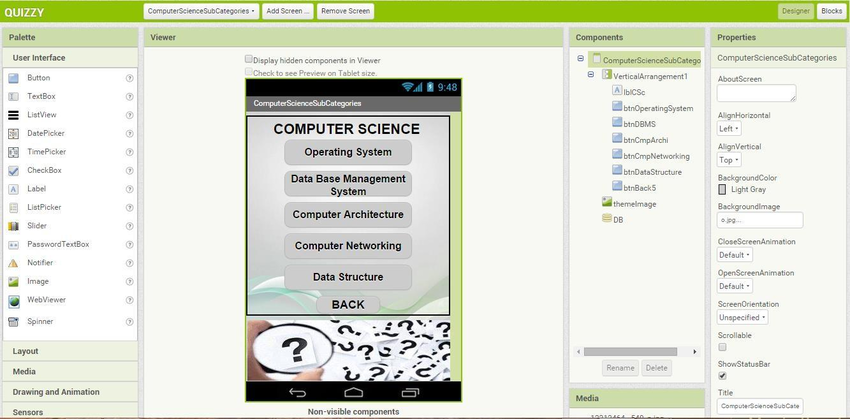 QUIZZY
ComputerScienceSubCategories
Add Screen ...
Remove Screen
Designer
Blocks
Palette
User Interface
Button
TextBox
ListView
DatePicker
TimePicker
CheckBox
Label
ListPicker
Slider
PasswordTextBox
Notifier
Image
WebViewer
Spinner
Layout
Media
Drawing and Animation
Sensors
Viewer
Display hidden components in Viewer
Check to see Preview on Tablet size.
9:48
ComputerScienceSubCategories
COMPUTER SCIENCE
Operating System
Data Base Management
System
Computer Architecture
Computer Networking
Data Structure
BACK
Non-visible components
Components
ComputerScienceSubCatego
VerticalArrangement1
lblCSc
btnOperatingSystem
btnDBMS
btnCmpArchi
btnCmpNetworking
btnDataStructure
btnBack5
themeImage
DB
Rename
Delete
Media
Properties
ComputerScienceSubCategories
AboutScreen
AlignHorizontal
Left
AlignVertical
Top
BackgroundColor
Light Gray
BackgroundImage
o.jpg...
CloseScreenAnimation
Default
OpenScreenAnimation
Default
ScreenOrientation
Unspecified
Scrollable
ShowStatusBar
Title
ComputerScienceSubCate